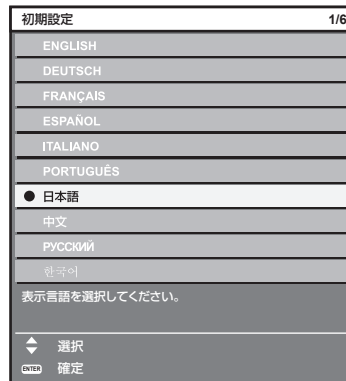 初期設定 1/6
ENGLISH
DEUTSCH
FRANÇAIS
ESPAÑOL
ITALIANO
PORTUGUÊS
● 日本語
中文
РУССКИЙ
한국어
表示言語を選択してください。
選択
ENTER 確定